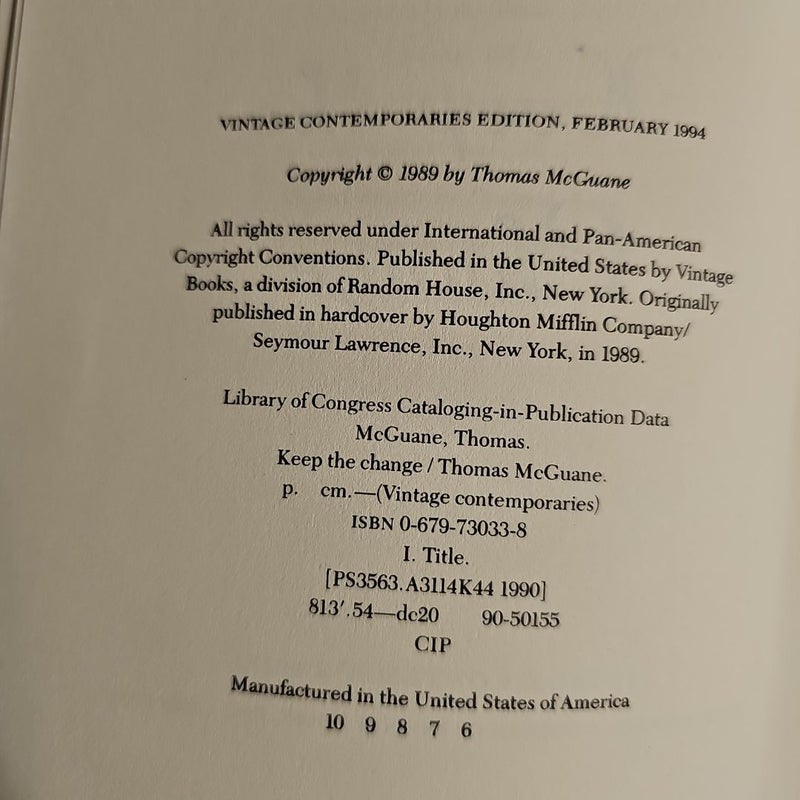 VINTAGE CONTEMPORARIES EDITION, FEBRUARY 1994
Copyright © 1989 by Thomas McGuane
All rights reserved under International and Pan-American
Copyright Conventions. Published in the United States by Vintage
Books, a division of Random House, Inc., New York. Originally
published in hardcover by Houghton Mifflin Company/
Seymour Lawrence, Inc., New York, in 1989.
Library of Congress Cataloging-in-Publication Data
McGuane, Thomas.
Keep the change / Thomas McGuane.
p. cm.—(Vintage contemporaries)
ISBN 0-679-73033-8
I. Title.
[PS3563.A3114K44 1990]
813′.54—dc20 90-50155
CIP
Manufactured in the United States of America
10 9 8 7 6